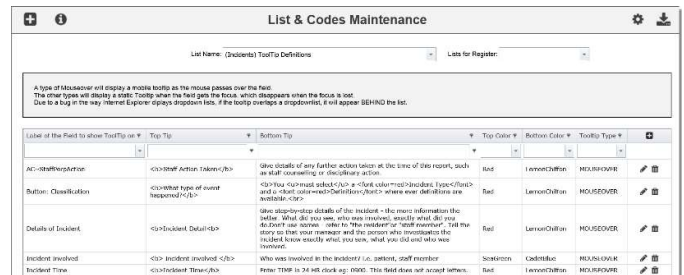 List & Codes Maintenance
List Name: (Incidents) ToolTip Definitions
Lists for Register:
A type of Mouseover will display a mobile tooltip as the mouse passes over the field.
The other types will display a static Tooltip when the field gets the focus, which disappears when the focus is lost.
Due to a bug in the way Internet Explorer diplays dropdown lists, if the tooltip overlaps a dropdownlist, it will appear BEHIND the list.
Label of the Field to show ToolTip on Top Tip Bottom Tip Top Color Bottom Color Tooltip Type
AC-StaffPerpAction <b>Staff Action Taken</b> Give details of any further action taken at the time of this report, such Red LemonChiffon MOUSEOVER
as staff counselling or disciplinary action.
Button: Classification <b>What type of event <b>You <u>must select</u> a <font color=red>Incident Type</font> Red LemonChiffon MOUSEOVER
happened?</b> and a <font color=red>Definition</font> where ever definitions are
available.<br>
Give step-by-step details of the incident - the more information the
better. What did you see, who was involved, exactly what did you
Details of Incident <b>Incident Detail<b> do.Don't use names - refer to "the resident"or "staff member". Tell the Red LemonChiffon MOUSEOVER
story so that your manager and the person who investigates the
incident know exactly what you saw, what you did and who was
involved.
Incident Involved <b> Incident Involved </b> Who was involved in the Incident? i.e. patient, staff member SeaGreen CadetBlue MOUSEOVER
Incident Time <b>Incident Time</b> Enter TIME in 24 HR clock eg: 0900. This field does not accept letters. Red LemonChiffon MOUSEOVER